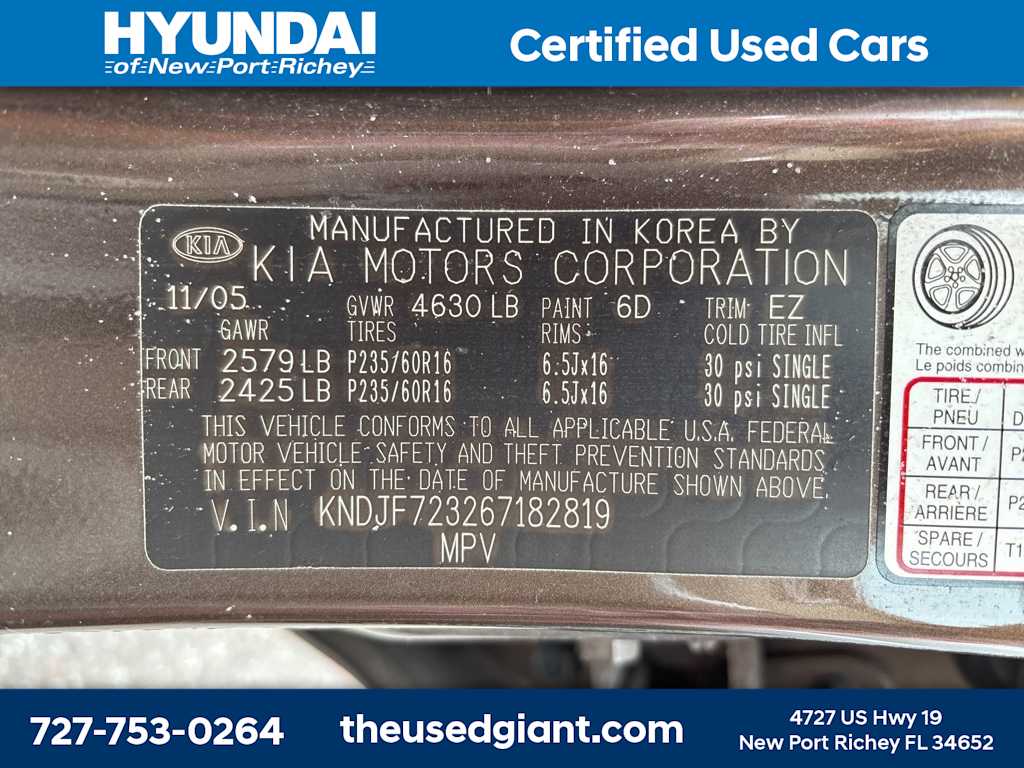 HYUNDAI
of New Port Richey
Certified Used Cars
KIA
MANUFACTURED IN KOREA BY
KIA MOTORS CORPORATION
11/05 GVWR 4630 LB PAINT 6D TRIM EZ
GAWR TIRES RIMS COLD TIRE INFL
FRONT 2579 LB P235/60R16 6.5Jx16 30 psi SINGLE
REAR 2425 LB P235/60R16 6.5Jx16 30 psi SINGLE
THIS VEHICLE CONFORMS TO ALL APPLICABLE U.S.A. FEDERAL
MOTOR VEHICLE SAFETY AND THEFT PREVENTION STANDARDS
IN EFFECT ON THE DATE OF MANUFACTURE SHOWN ABOVE.
V.I.N KNDJF723267182819
MPV
The combined w
Le poids combin
TIRE /
PNEU D
FRONT /
AVANT P2
REAR /
ARRIÈRE P2
SPARE /
SECOURS T1
727-753-0264
theusedgiant.com
4727 US Hwy 19
New Port Richey FL 34652